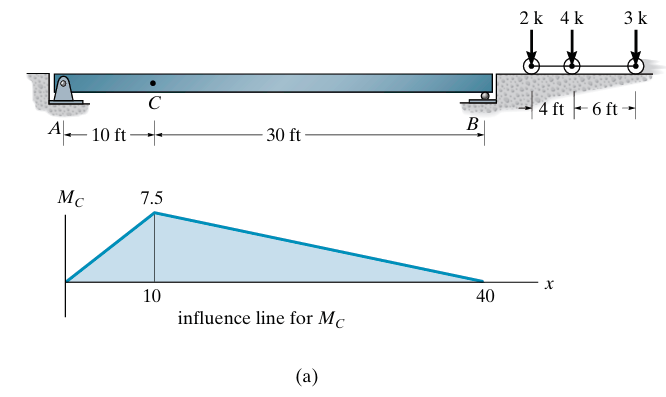 2 k 4 k 3 k
C
4 ft 6 ft
A 10 ft 30 ft B
M_C 7.5
x
10 40
influence line for M_C
(a)